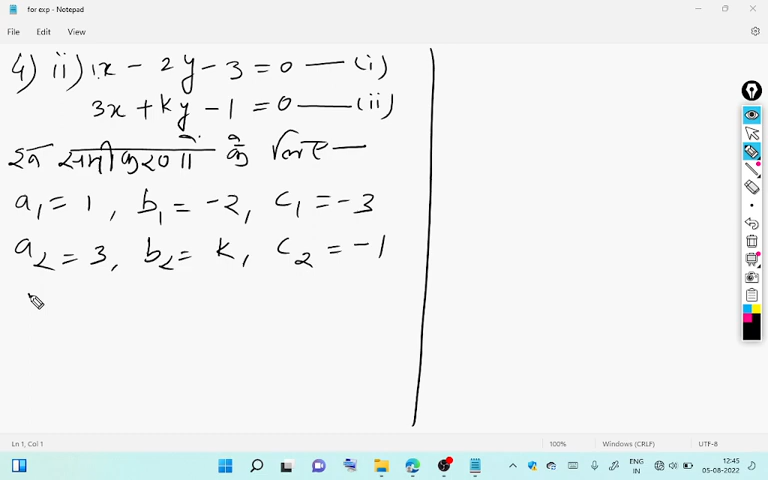 for exp - Notepad
File Edit View
4) ii) 1x - 2y - 3 = 0 — (i)
3x + ky - 1 = 0 — (ii)
इन समीकरणों के लिए —
a₁ = 1, b₁ = -2, c₁ = -3
a₂ = 3, b₂ = k, c₂ = -1
Ln 1, Col 1 100% Windows (CRLF) UTF-8
ENG IN 12:45 05-08-2022